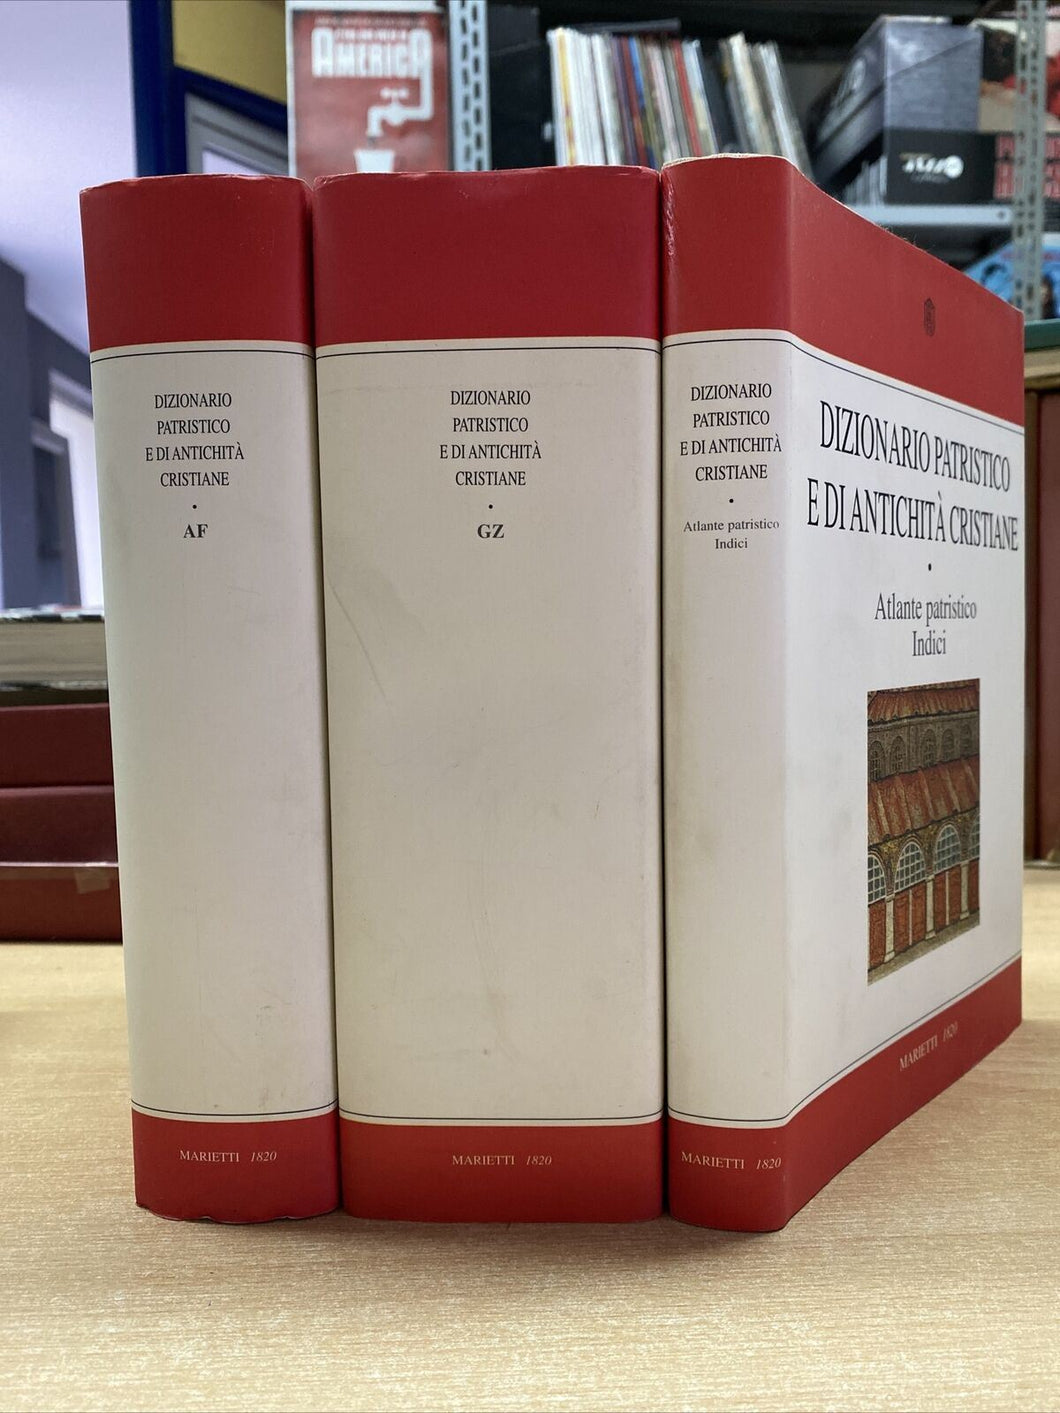 AMERICA
DIZIONARIO
PATRISTICO
E DI ANTICHITÀ
CRISTIANE
•
AF
MARIETTI 1820
DIZIONARIO
PATRISTICO
E DI ANTICHITÀ
CRISTIANE
•
GZ
MARIETTI 1820
DIZIONARIO
PATRISTICO
E DI ANTICHITÀ
CRISTIANE
•
Atlante patristico
Indici
MARIETTI 1820
DIZIONARIO PATRISTICO
E DI ANTICHITÀ CRISTIANE
•
Atlante patristico
Indici
MARIETTI 1820